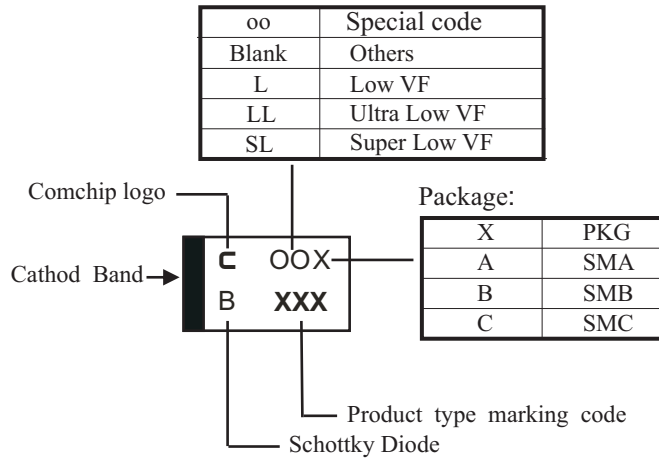 oo Special code
Blank Others
L Low VF
LL Ultra Low VF
SL Super Low VF
Comchip logo
Package:
X PKG
A SMA
B SMB
C SMC
Cathod Band
C OOX
B XXX
Product type marking code
Schottky Diode